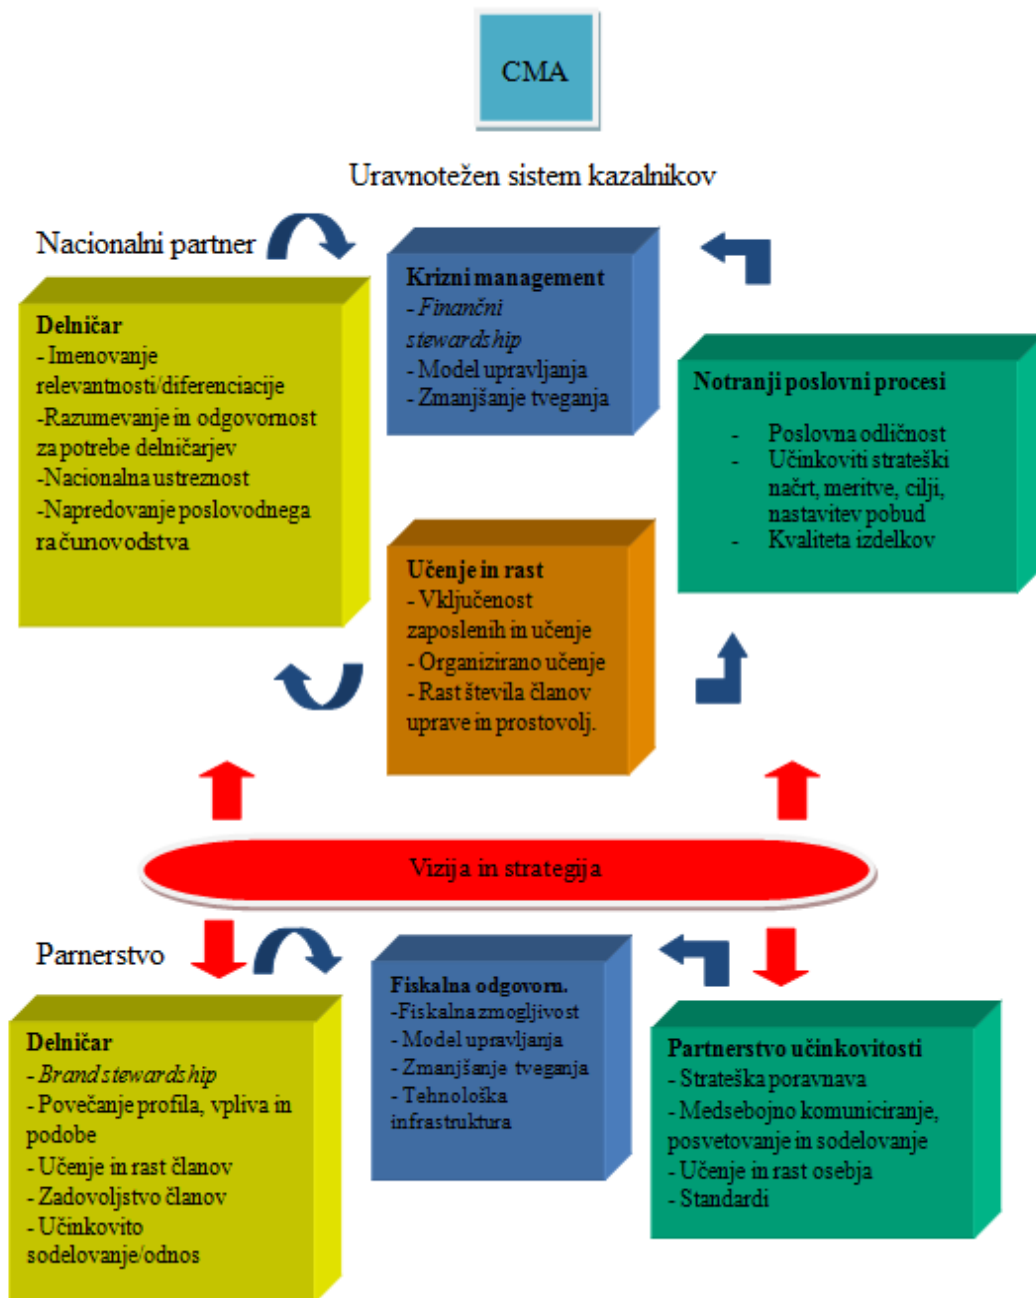 CMA
Uravnotežen sistem kazalnikov
Nacionalni partner
Delničar
- Imenovanje
relevantnosti/diferenciacije
-Razumevanje in odgovornost
za potrebe delničarjev
-Nacionalna ustreznost
-Napredovanje poslovodnega
računovodstva
Krizni management
- Finančni
stewardship
- Model upravljanja
- Zmanjšanje tveganja
Notranji poslovni procesi
- Poslovna odličnost
- Učinkoviti strateški
načrt, meritve, cilji,
nastavitev pobud
- Kvaliteta izdelkov
Učenje in rast
- Vključenost
zaposlenih in učenje
- Organizirano učenje
- Rast števila članov
uprave in prostovolj.
Vizija in strategija
Parnerstvo
Delničar
- Brand stewardship
- Povečanje profila, vpliva in
podobe
- Učenje in rast članov
- Zadovoljstvo članov
- Učinkovito
sodelovanje/odnos
Fiskalna odgovorn.
-Fiskalna zmogljivost
- Model upravljanja
- Zmanjšanje tveganja
- Tehnološka
infrastruktura
Partnerstvo učinkovitosti
- Strateška poravnava
- Medsebojno komuniciranje,
posvetovanje in sodelovanje
- Učenje in rast osebja
- Standardi